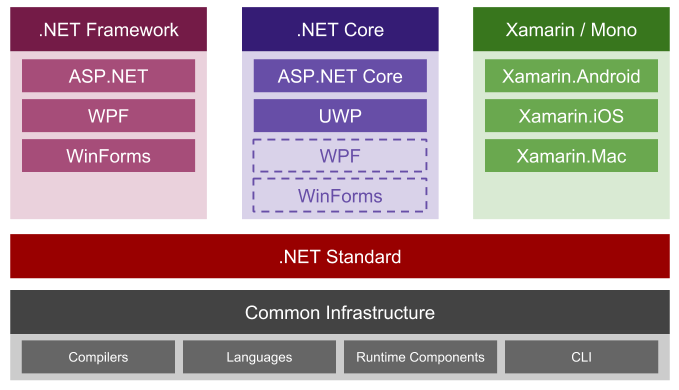 .NET Framework
ASP.NET
WPF
WinForms
.NET Core
ASP.NET Core
UWP
WPF
WinForms
Xamarin / Mono
Xamarin.Android
Xamarin.iOS
Xamarin.Mac
.NET Standard
Common Infrastructure
Compilers
Languages
Runtime Components
CLI